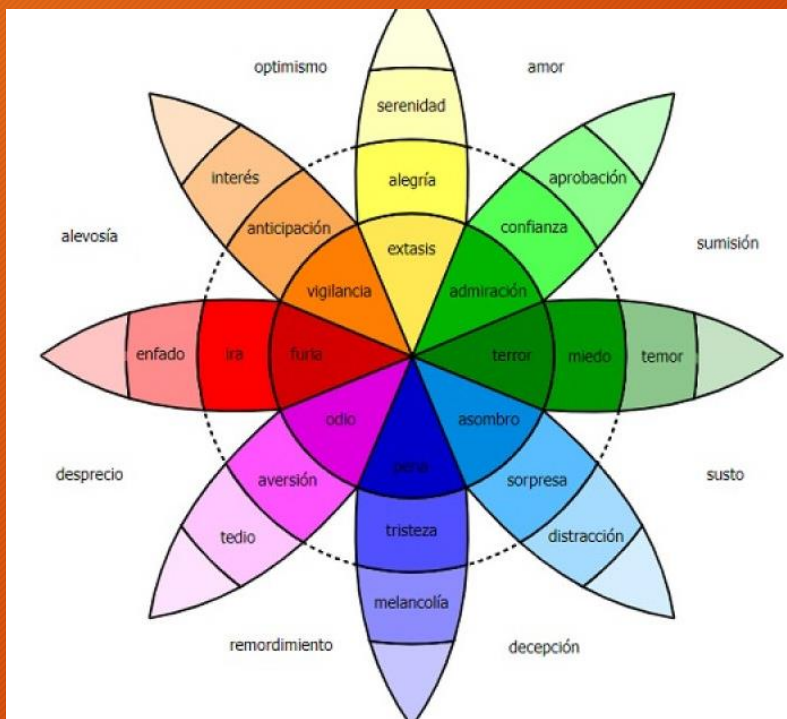 optimismo
amor
serenidad
interés
aprobación
alegría
anticipación
confianza
alevosía
sumisión
extasis
vigilancia
admiración
enfado
ira
furia
terror
miedo
temor
odio
asombro
desprecio
pena
susto
aversión
sorpresa
tristeza
tedio
distracción
melancolía
remordimiento
decepción